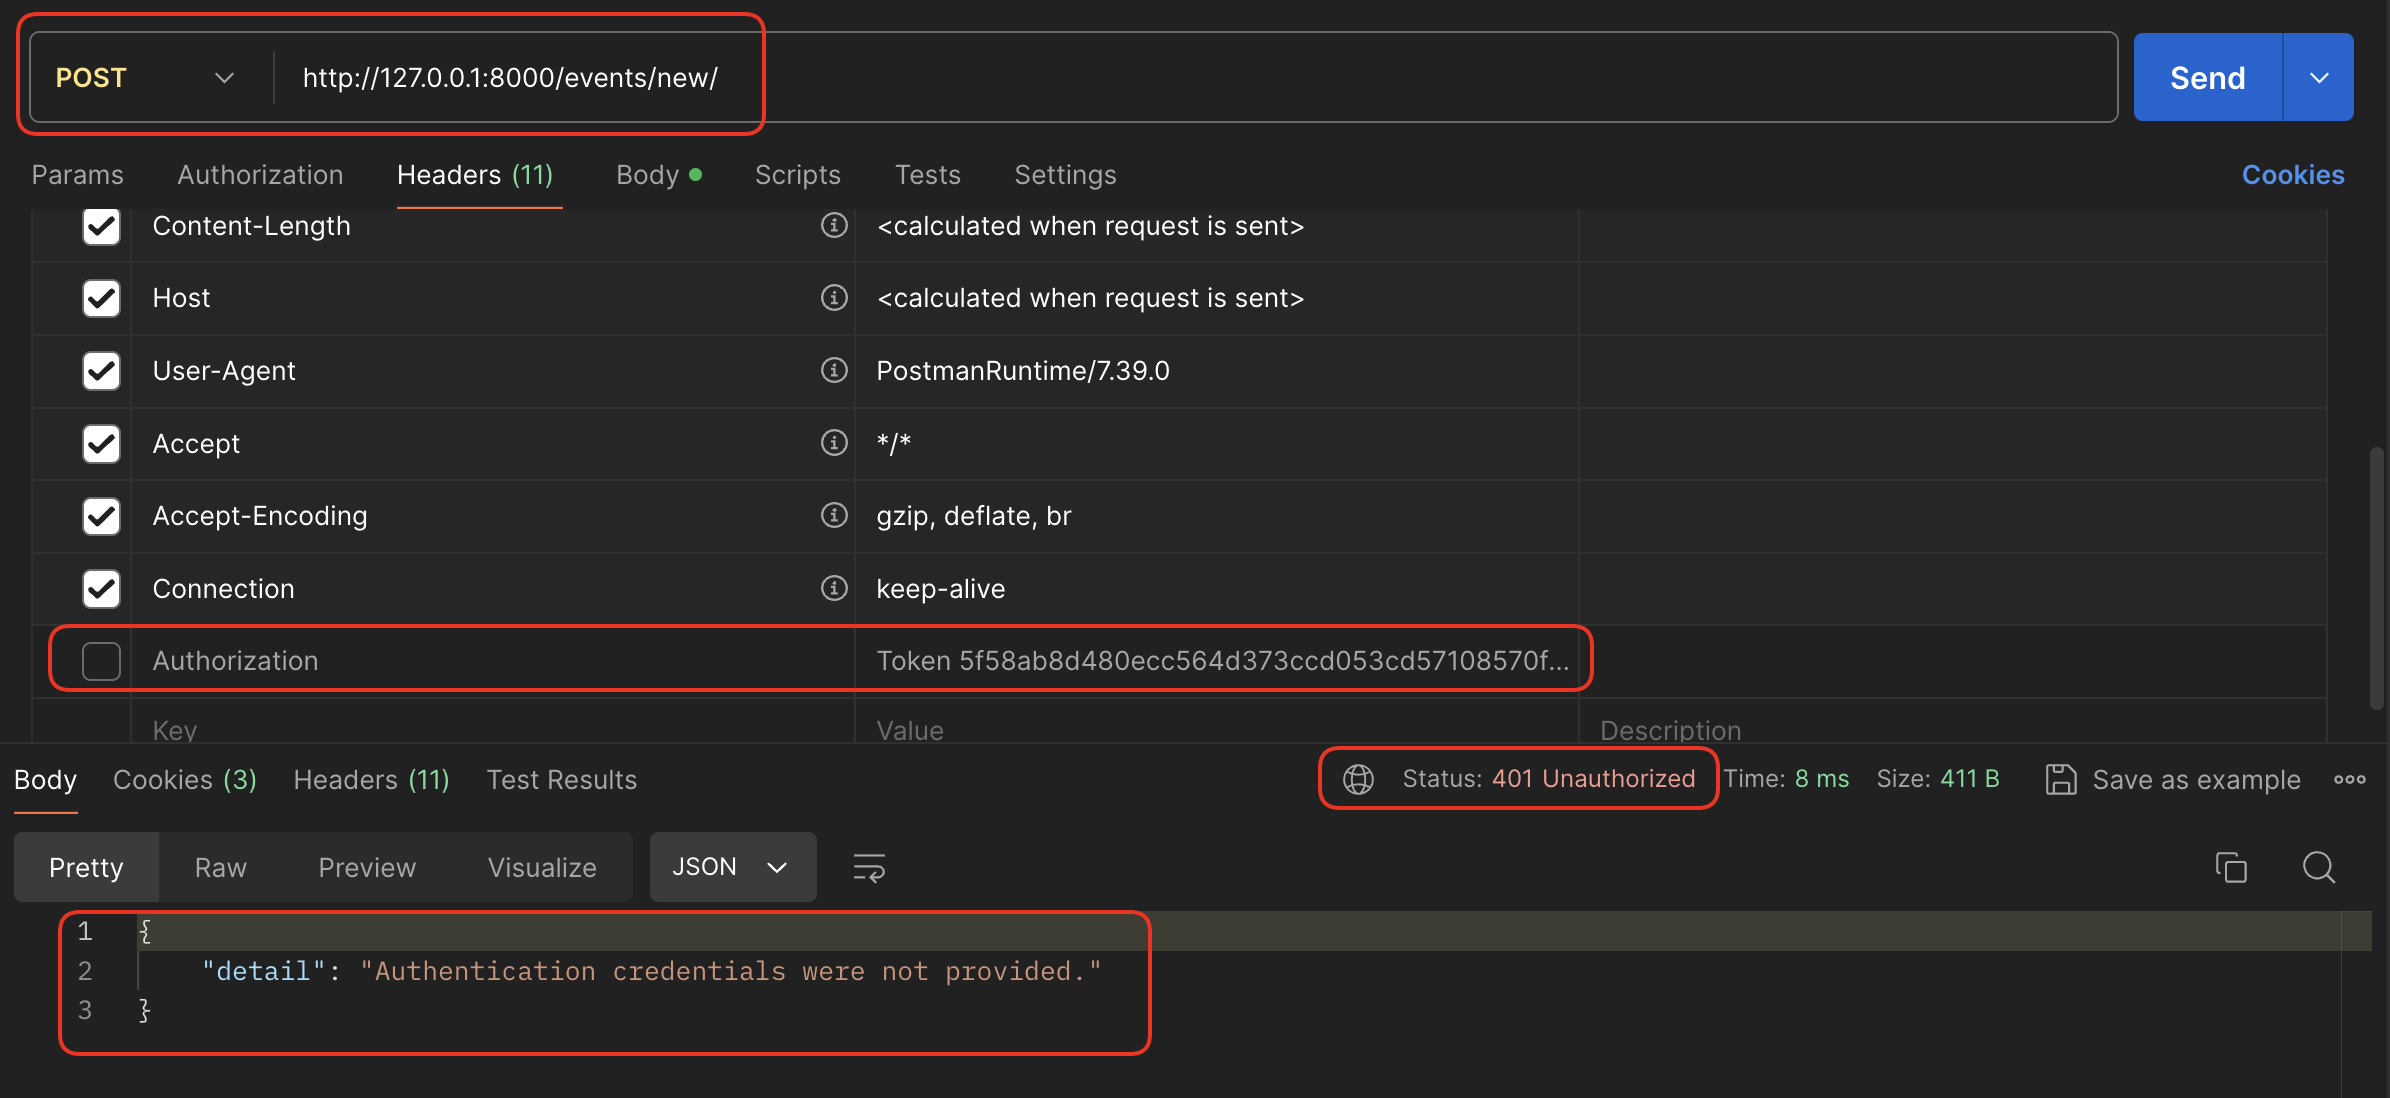 POST http://127.0.0.1:8000/events/new/ Send
Params Authorization Headers (11) Body Scripts Tests Settings Cookies
Content-Length <calculated when request is sent>
Host <calculated when request is sent>
User-Agent PostmanRuntime/7.39.0
Accept */*
Accept-Encoding gzip, deflate, br
Connection keep-alive
Authorization Token 5f58ab8d480ecc564d373ccd053cd57108570f...
Key Value Description
Body Cookies (3) Headers (11) Test Results Status: 401 Unauthorized Time: 8 ms Size: 411 B Save as example
Pretty Raw Preview Visualize JSON
1 {
2 "detail": "Authentication credentials were not provided."
3 }